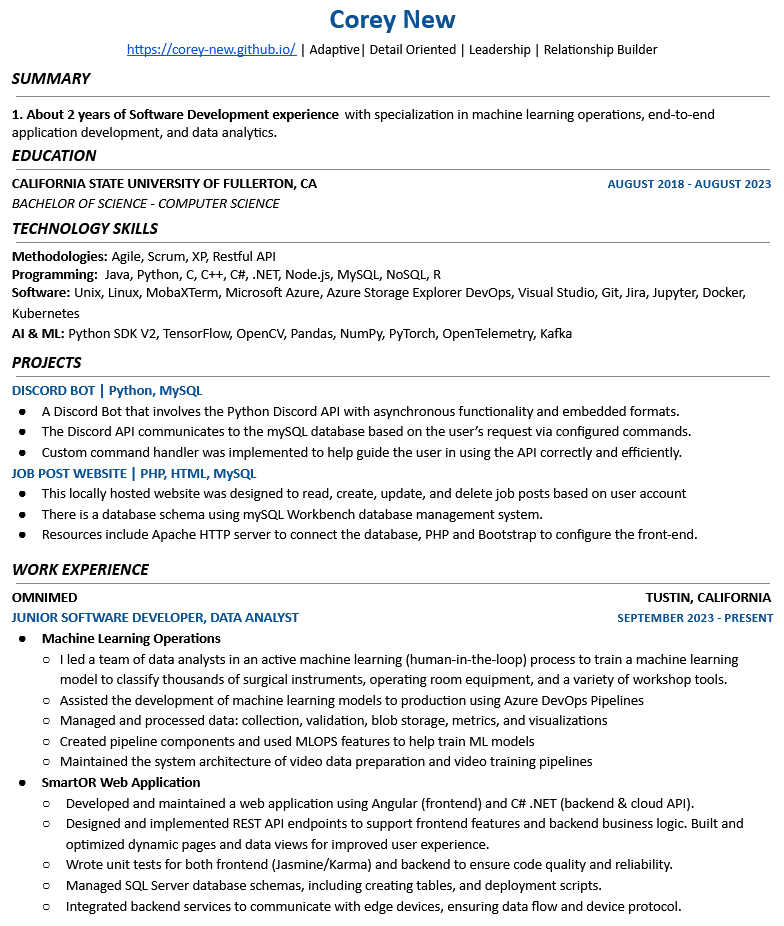 Corey New
https://corey-new.github.io/ | Adaptive| Detail Oriented | Leadership | Relationship Builder
SUMMARY
1. About 2 years of Software Development experience with specialization in machine learning operations, end-to-end
application development, and data analytics.
EDUCATION
CALIFORNIA STATE UNIVERSITY OF FULLERTON, CA AUGUST 2018 - AUGUST 2023
BACHELOR OF SCIENCE - COMPUTER SCIENCE
TECHNOLOGY SKILLS
Methodologies: Agile, Scrum, XP, Restful API
Programming: Java, Python, C, C++, C#, .NET, Node.js, MySQL, NoSQL, R
Software: Unix, Linux, MobaXTerm, Microsoft Azure, Azure Storage Explorer DevOps, Visual Studio, Git, Jira, Jupyter, Docker,
Kubernetes
AI & ML: Python SDK V2, TensorFlow, OpenCV, Pandas, NumPy, PyTorch, OpenTelemetry, Kafka
PROJECTS
DISCORD BOT | Python, MySQL
● A Discord Bot that involves the Python Discord API with asynchronous functionality and embedded formats.
● The Discord API communicates to the mySQL database based on the user's request via configured commands.
● Custom command handler was implemented to help guide the user in using the API correctly and efficiently.
JOB POST WEBSITE | PHP, HTML, MySQL
● This locally hosted website was designed to read, create, update, and delete job posts based on user account
● There is a database schema using mySQL Workbench database management system.
● Resources include Apache HTTP server to connect the database, PHP and Bootstrap to configure the front-end.
WORK EXPERIENCE
OMNIMED TUSTIN, CALIFORNIA
JUNIOR SOFTWARE DEVELOPER, DATA ANALYST SEPTEMBER 2023 - PRESENT
● Machine Learning Operations
○ I led a team of data analysts in an active machine learning (human-in-the-loop) process to train a machine learning
model to classify thousands of surgical instruments, operating room equipment, and a variety of workshop tools.
○ Assisted the development of machine learning models to production using Azure DevOps Pipelines
○ Managed and processed data: collection, validation, blob storage, metrics, and visualizations
○ Created pipeline components and used MLOPS features to help train ML models
○ Maintained the system architecture of video data preparation and video training pipelines
● SmartOR Web Application
○ Developed and maintained a web application using Angular (frontend) and C# .NET (backend & cloud API).
○ Designed and implemented REST API endpoints to support frontend features and backend business logic. Built and
optimized dynamic pages and data views for improved user experience.
○ Wrote unit tests for both frontend (Jasmine/Karma) and backend to ensure code quality and reliability.
○ Managed SQL Server database schemas, including creating tables, and deployment scripts.
○ Integrated backend services to communicate with edge devices, ensuring data flow and device protocol.